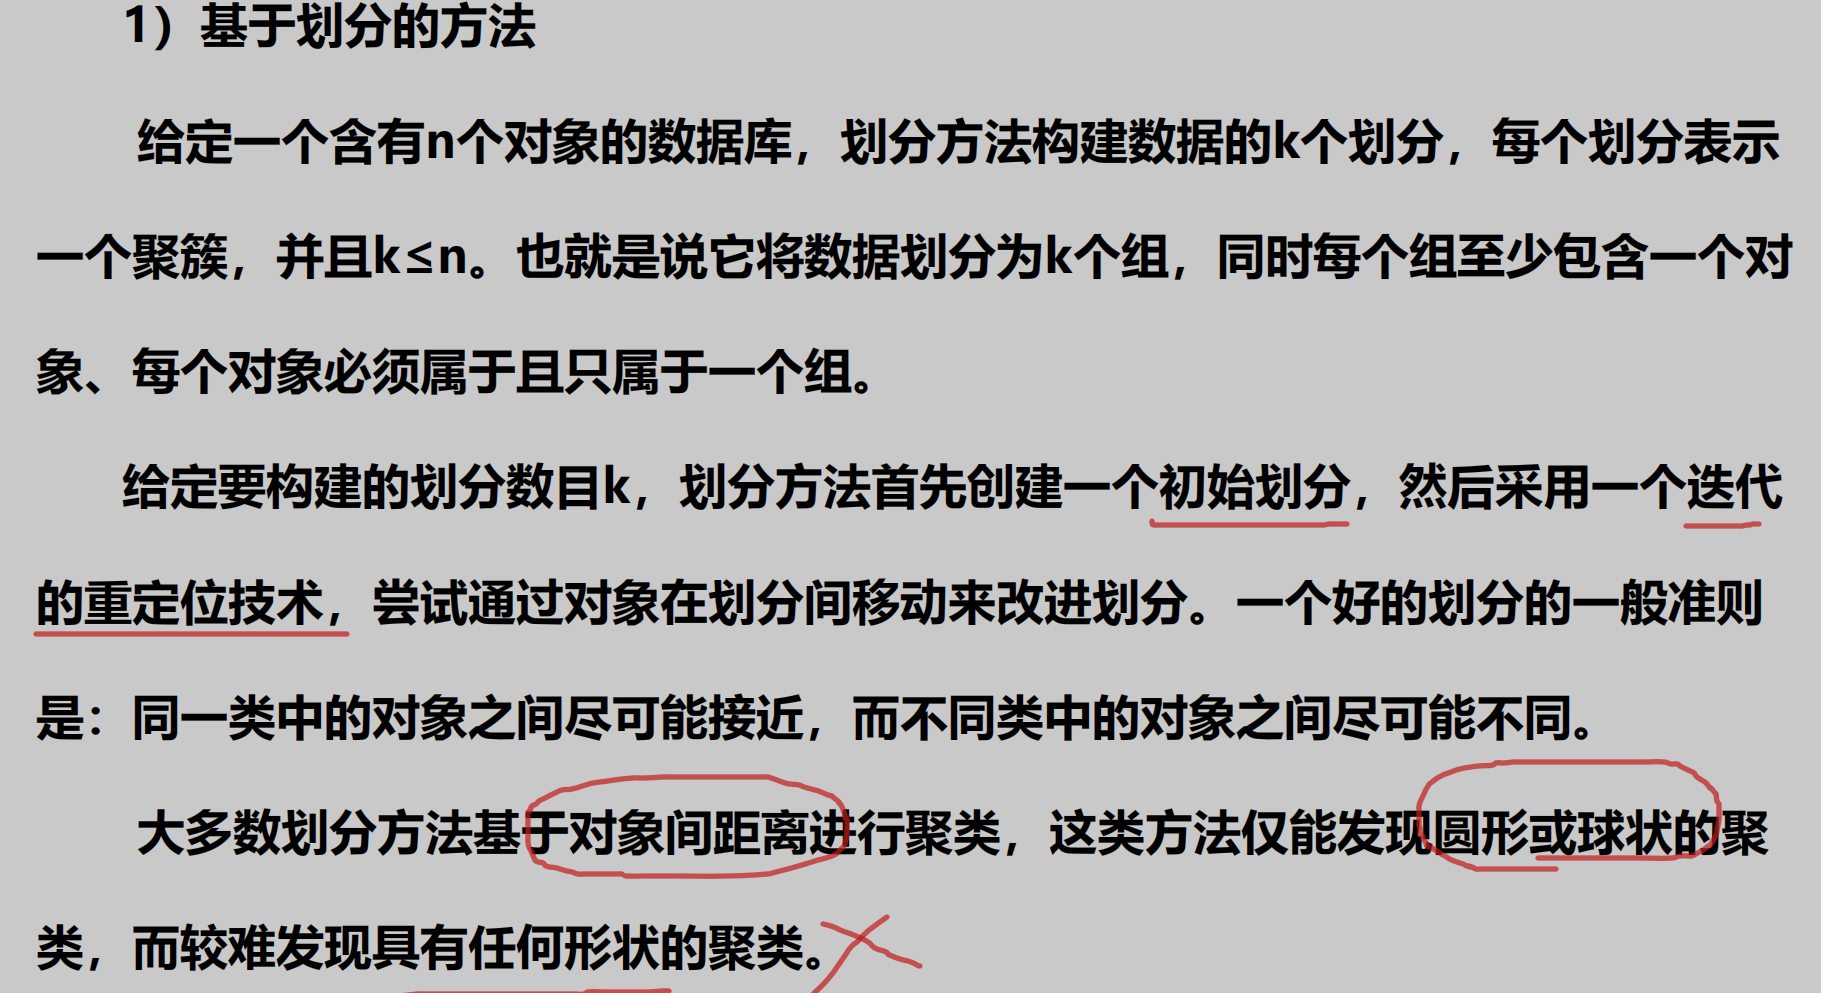 1）基于划分的方法
给定一个含有n个对象的数据库，划分方法构建数据的k个划分，每个划分表示
一个聚簇，并且k≤n。也就是说它将数据划分为k个组，同时每个组至少包含一个对
象、每个对象必须属于且只属于一个组。
给定要构建的划分数目k，划分方法首先创建一个初始划分，然后采用一个迭代
的重定位技术，尝试通过对象在划分间移动来改进划分。一个好的划分的一般准则
是：同一类中的对象之间尽可能接近，而不同类中的对象之间尽可能不同。
大多数划分方法基于对象间距离进行聚类，这类方法仅能发现圆形或球状的聚
类，而较难发现具有任何形状的聚类。